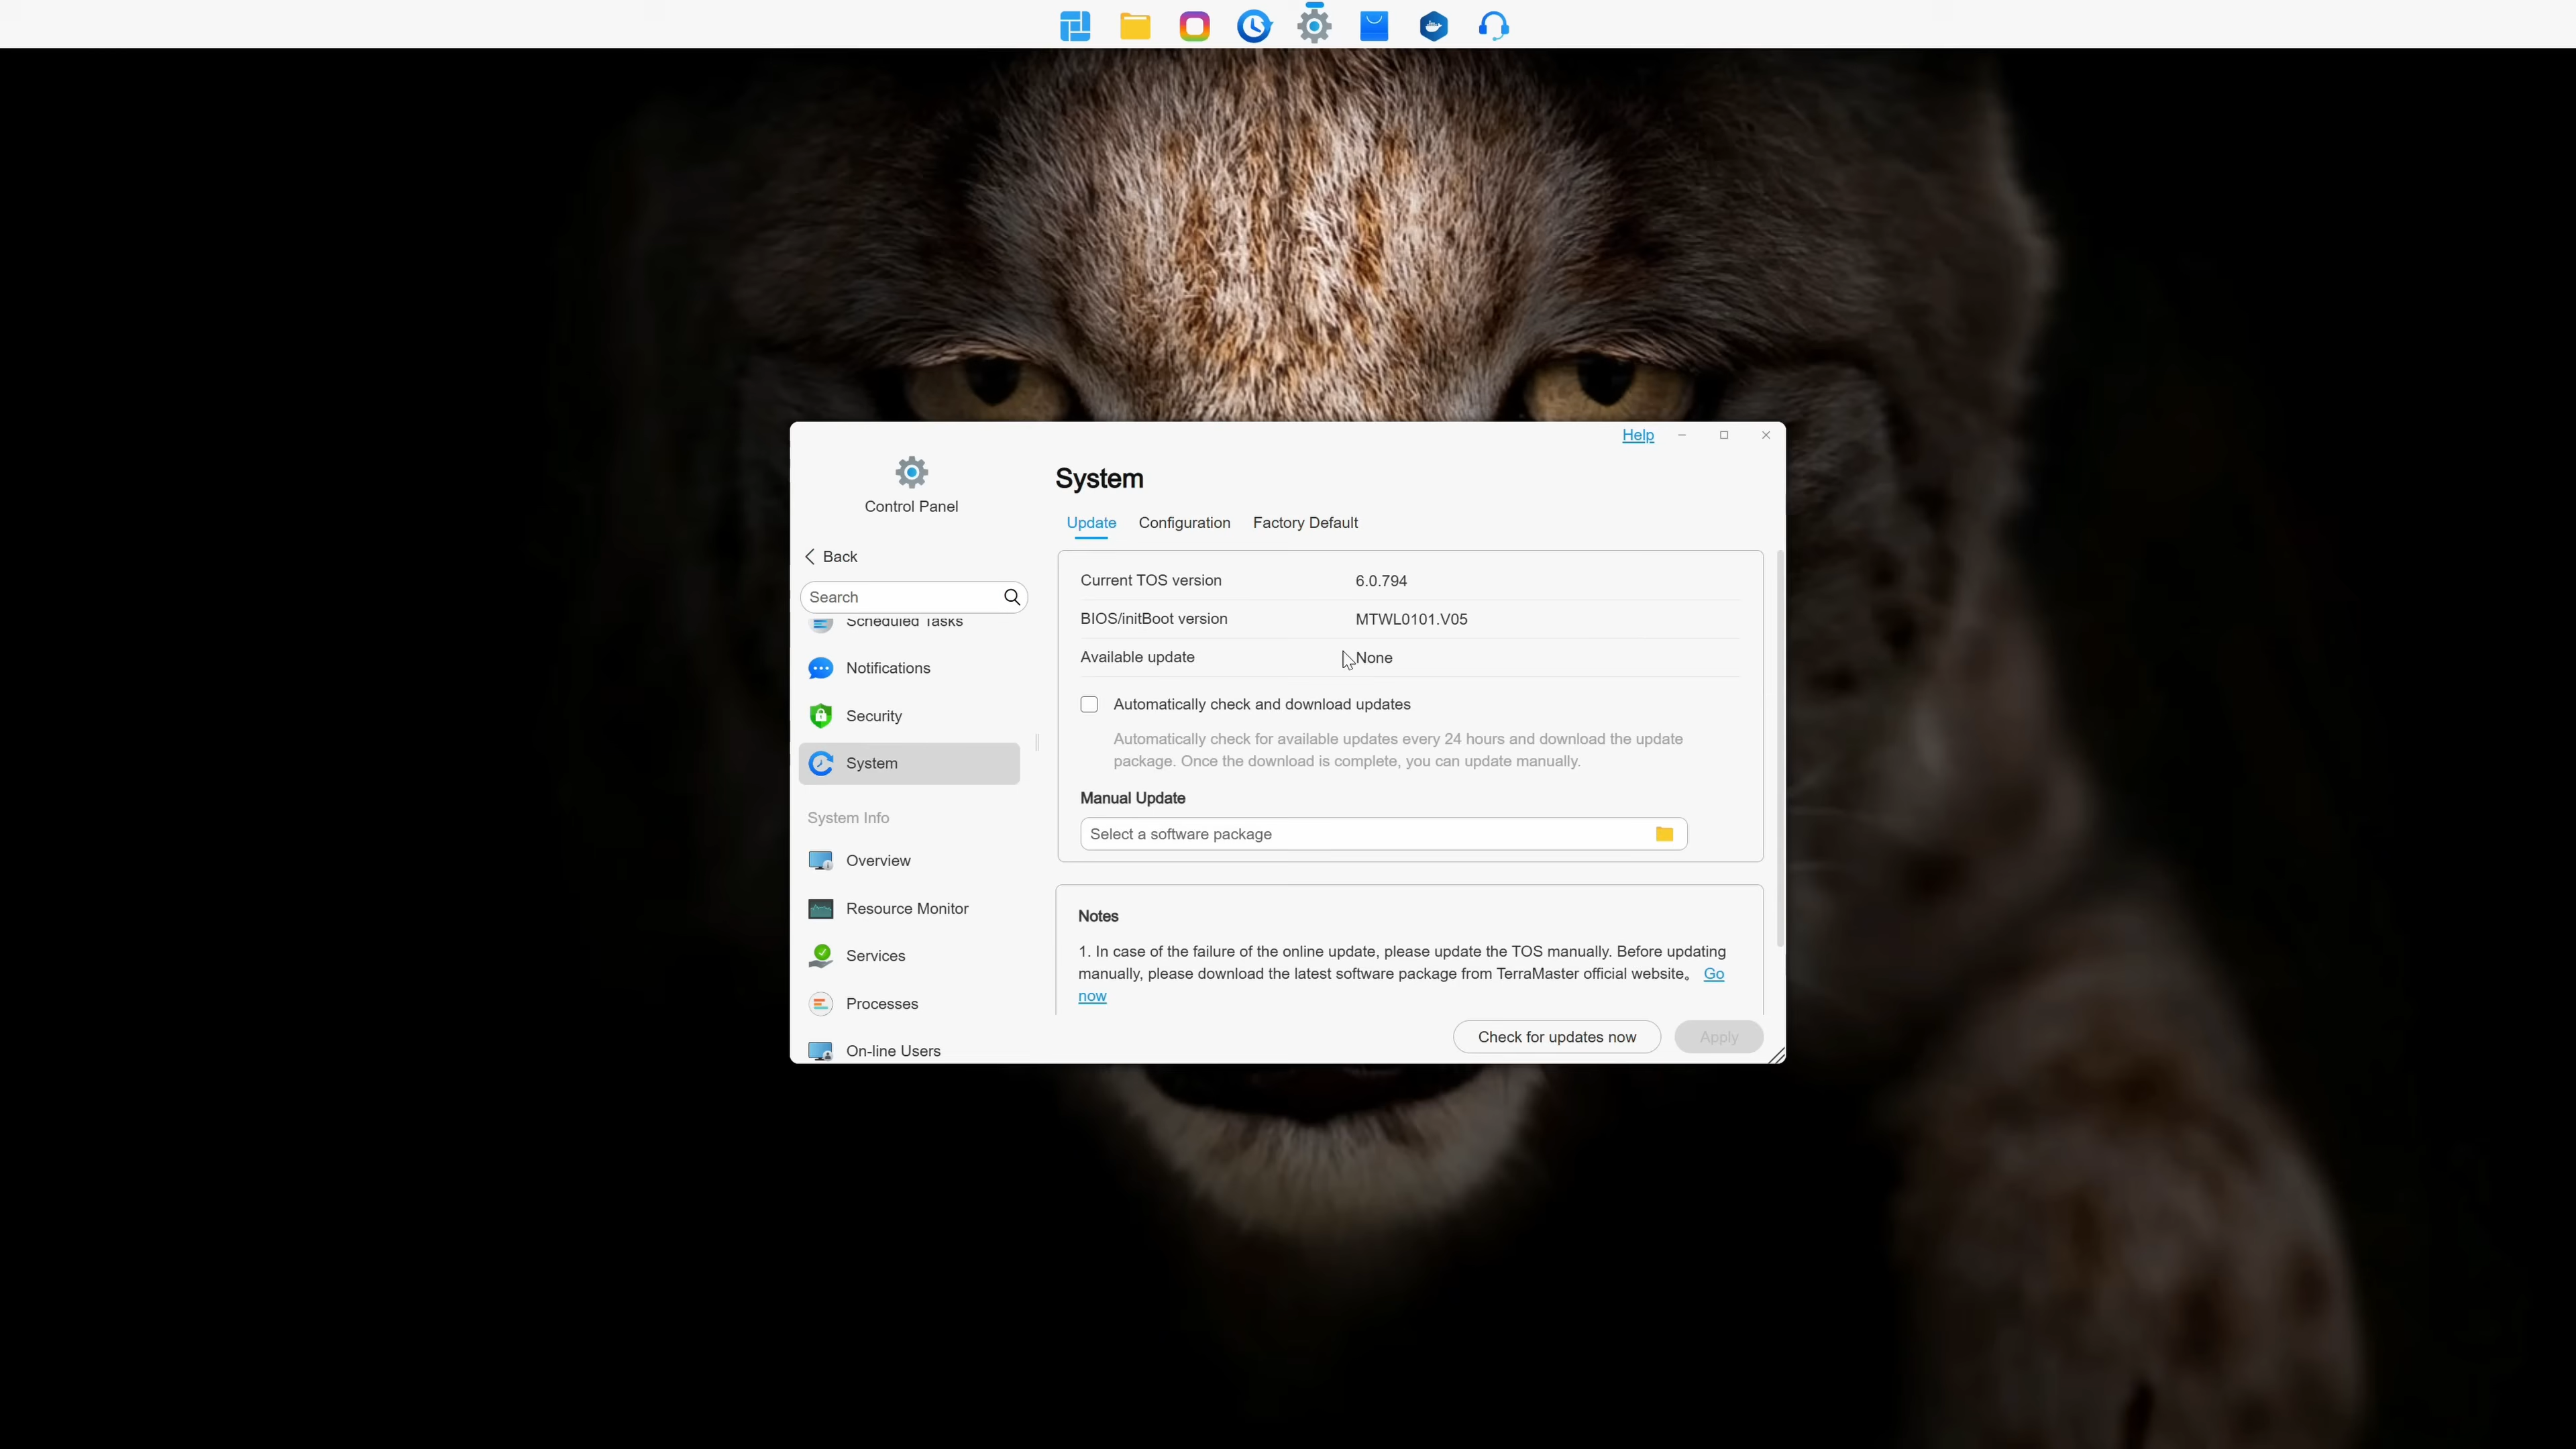 Help
Control Panel
System
Update Configuration Factory Default
Back
Search
Scheduled Tasks
Notifications
Security
System
System Info
Overview
Resource Monitor
Services
Processes
On-line Users
Current TOS version 6.0.794
BIOS/initBoot version MTWL0101.V05
Available update None
Automatically check and download updates
Automatically check for available updates every 24 hours and download the update
package. Once the download is complete, you can update manually.
Manual Update
Select a software package
Notes
1. In case of the failure of the online update, please update the TOS manually. Before updating
manually, please download the latest software package from TerraMaster official website。 Go
now
Check for updates now Apply